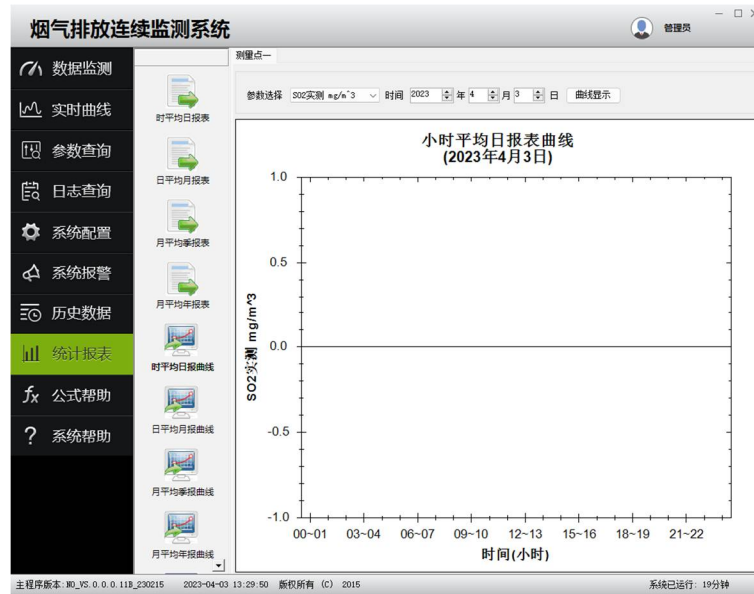 烟气排放连续监测系统
管理员
数据监测
实时曲线
参数查询
日志查询
系统配置
系统报警
历史数据
统计报表
公式帮助
系统帮助
时平均日报表
日平均月报表
月平均季报表
月平均年报表
时平均日报曲线
日平均月报曲线
月平均季报曲线
月平均年报曲线
测量点一
参数选择 SO2实测 mg/m^3 时间 2023 年 4 月 3 日 曲线显示
小时平均日报表曲线
(2023年4月3日)
1.0
0.5
0.0
-0.5
-1.0
SO2实测 mg/m^3
00~01 03~04 06~07 09~10 12~13 15~16 18~19 21~22
时间(小时)
主程序版本:NO_VS.0.0.0.11B_230215 2023-04-03 13:29:50 版权所有 (C) 2015 系统已运行: 19分钟